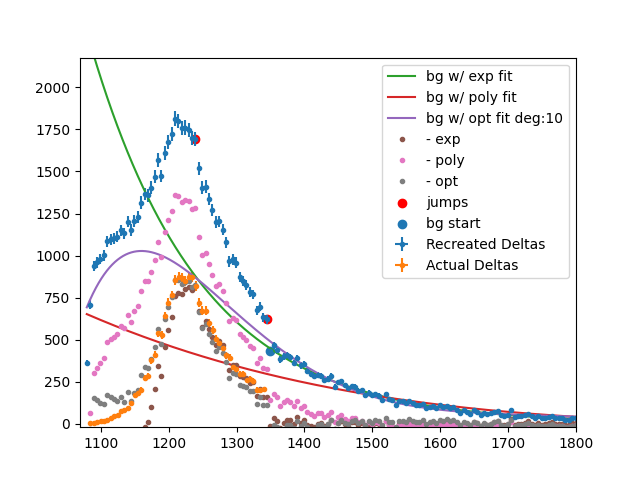 bg w/ exp fit
bg w/ poly fit
bg w/ opt fit deg:10
- exp
- poly
- opt
jumps
bg start
Recreated Deltas
Actual Deltas
2000
1750
1500
1250
1000
750
500
250
0
1100 1200 1300 1400 1500 1600 1700 1800